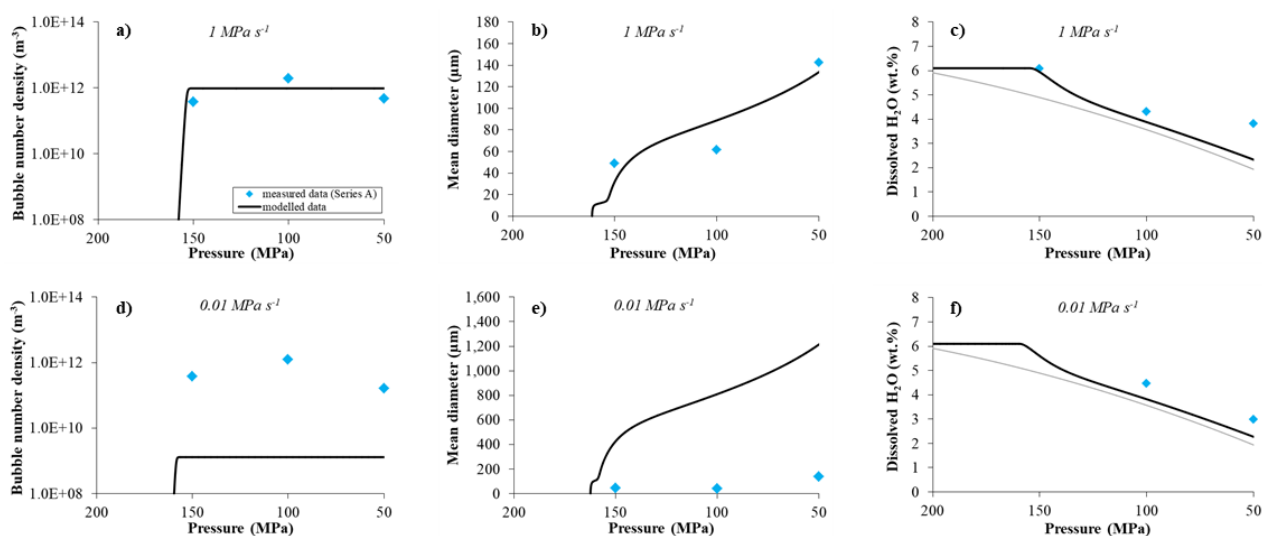 a)
1 MPa s⁻¹
Bubble number density (m⁻³)
1.0E+14
1.0E+12
1.0E+10
1.0E+08
measured data (Series A)
modelled data
200 150 100 50
Pressure (MPa)
b)
1 MPa s⁻¹
Mean diameter (µm)
180
160
140
120
100
80
60
40
20
0
200 150 100 50
Pressure (MPa)
c)
1 MPa s⁻¹
Dissolved H₂O (wt.%)
8
7
6
5
4
3
2
1
0
200 150 100 50
Pressure (MPa)
d)
0.01 MPa s⁻¹
Bubble number density (m⁻³)
1.0E+14
1.0E+12
1.0E+10
1.0E+08
200 150 100 50
Pressure (MPa)
e)
0.01 MPa s⁻¹
Mean diameter (µm)
1,600
1,400
1,200
1,000
800
600
400
200
0
200 150 100 50
Pressure (MPa)
f)
0.01 MPa s⁻¹
Dissolved H₂O (wt.%)
8
7
6
5
4
3
2
1
0
200 150 100 50
Pressure (MPa)